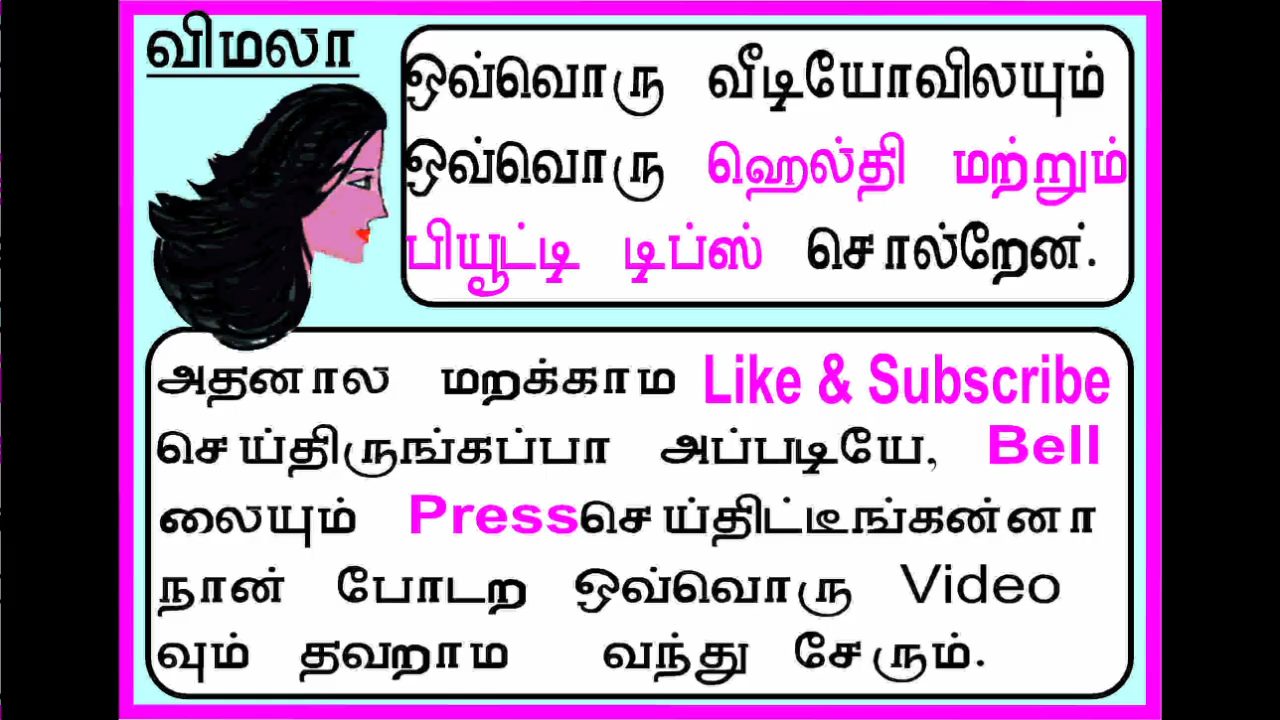 விமலா
ஒவ்வொரு வீடியோவிலயும்
ஒவ்வொரு ஹெல்தி மற்றும்
பியூட்டி டிப்ஸ் சொல்றேன்.
அதனால மறக்காம Like & Subscribe
செய்திருங்கப்பா அப்படியே, Bell
லையும் Pressசெய்திட்டீங்கன்னா
நான் போடற ஒவ்வொரு Video
வும் தவறாம வந்து சேரும்.